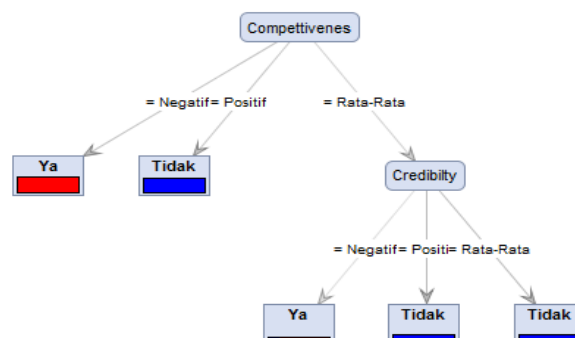 Compettivenes
= Negatif= Positif
= Rata-Rata
Ya
Tidak
Credibilty
= Negatif= Positi= Rata-Rata
Ya
Tidak
Tidak